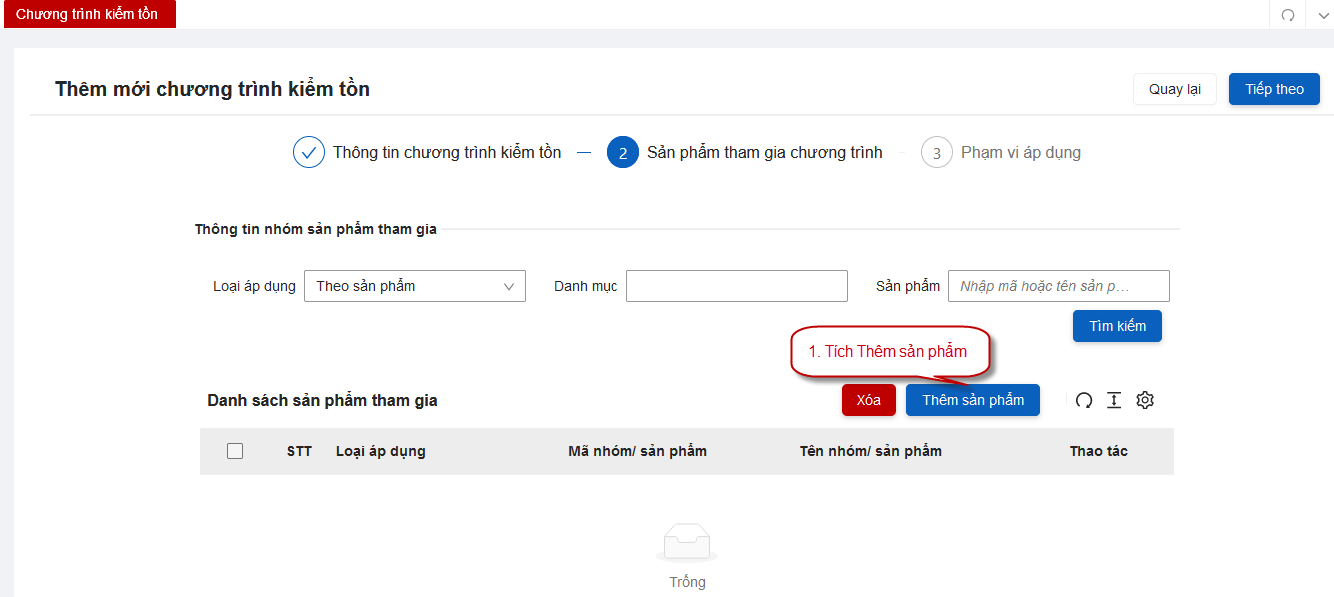 Chương trình kiểm tồn
Thêm mới chương trình kiểm tồn
Quay lại
Tiếp theo
Thông tin chương trình kiểm tồn
2
Sản phẩm tham gia chương trình
3
Phạm vi áp dụng
Thông tin nhóm sản phẩm tham gia
Loại áp dụng
Theo sản phẩm
Danh mục
Sản phẩm
Nhập mã hoặc tên sản p...
Tìm kiếm
1. Tích Thêm sản phẩm
Danh sách sản phẩm tham gia
Xóa
Thêm sản phẩm
STT
Loại áp dụng
Mã nhóm/ sản phẩm
Tên nhóm/ sản phẩm
Thao tác
Trống